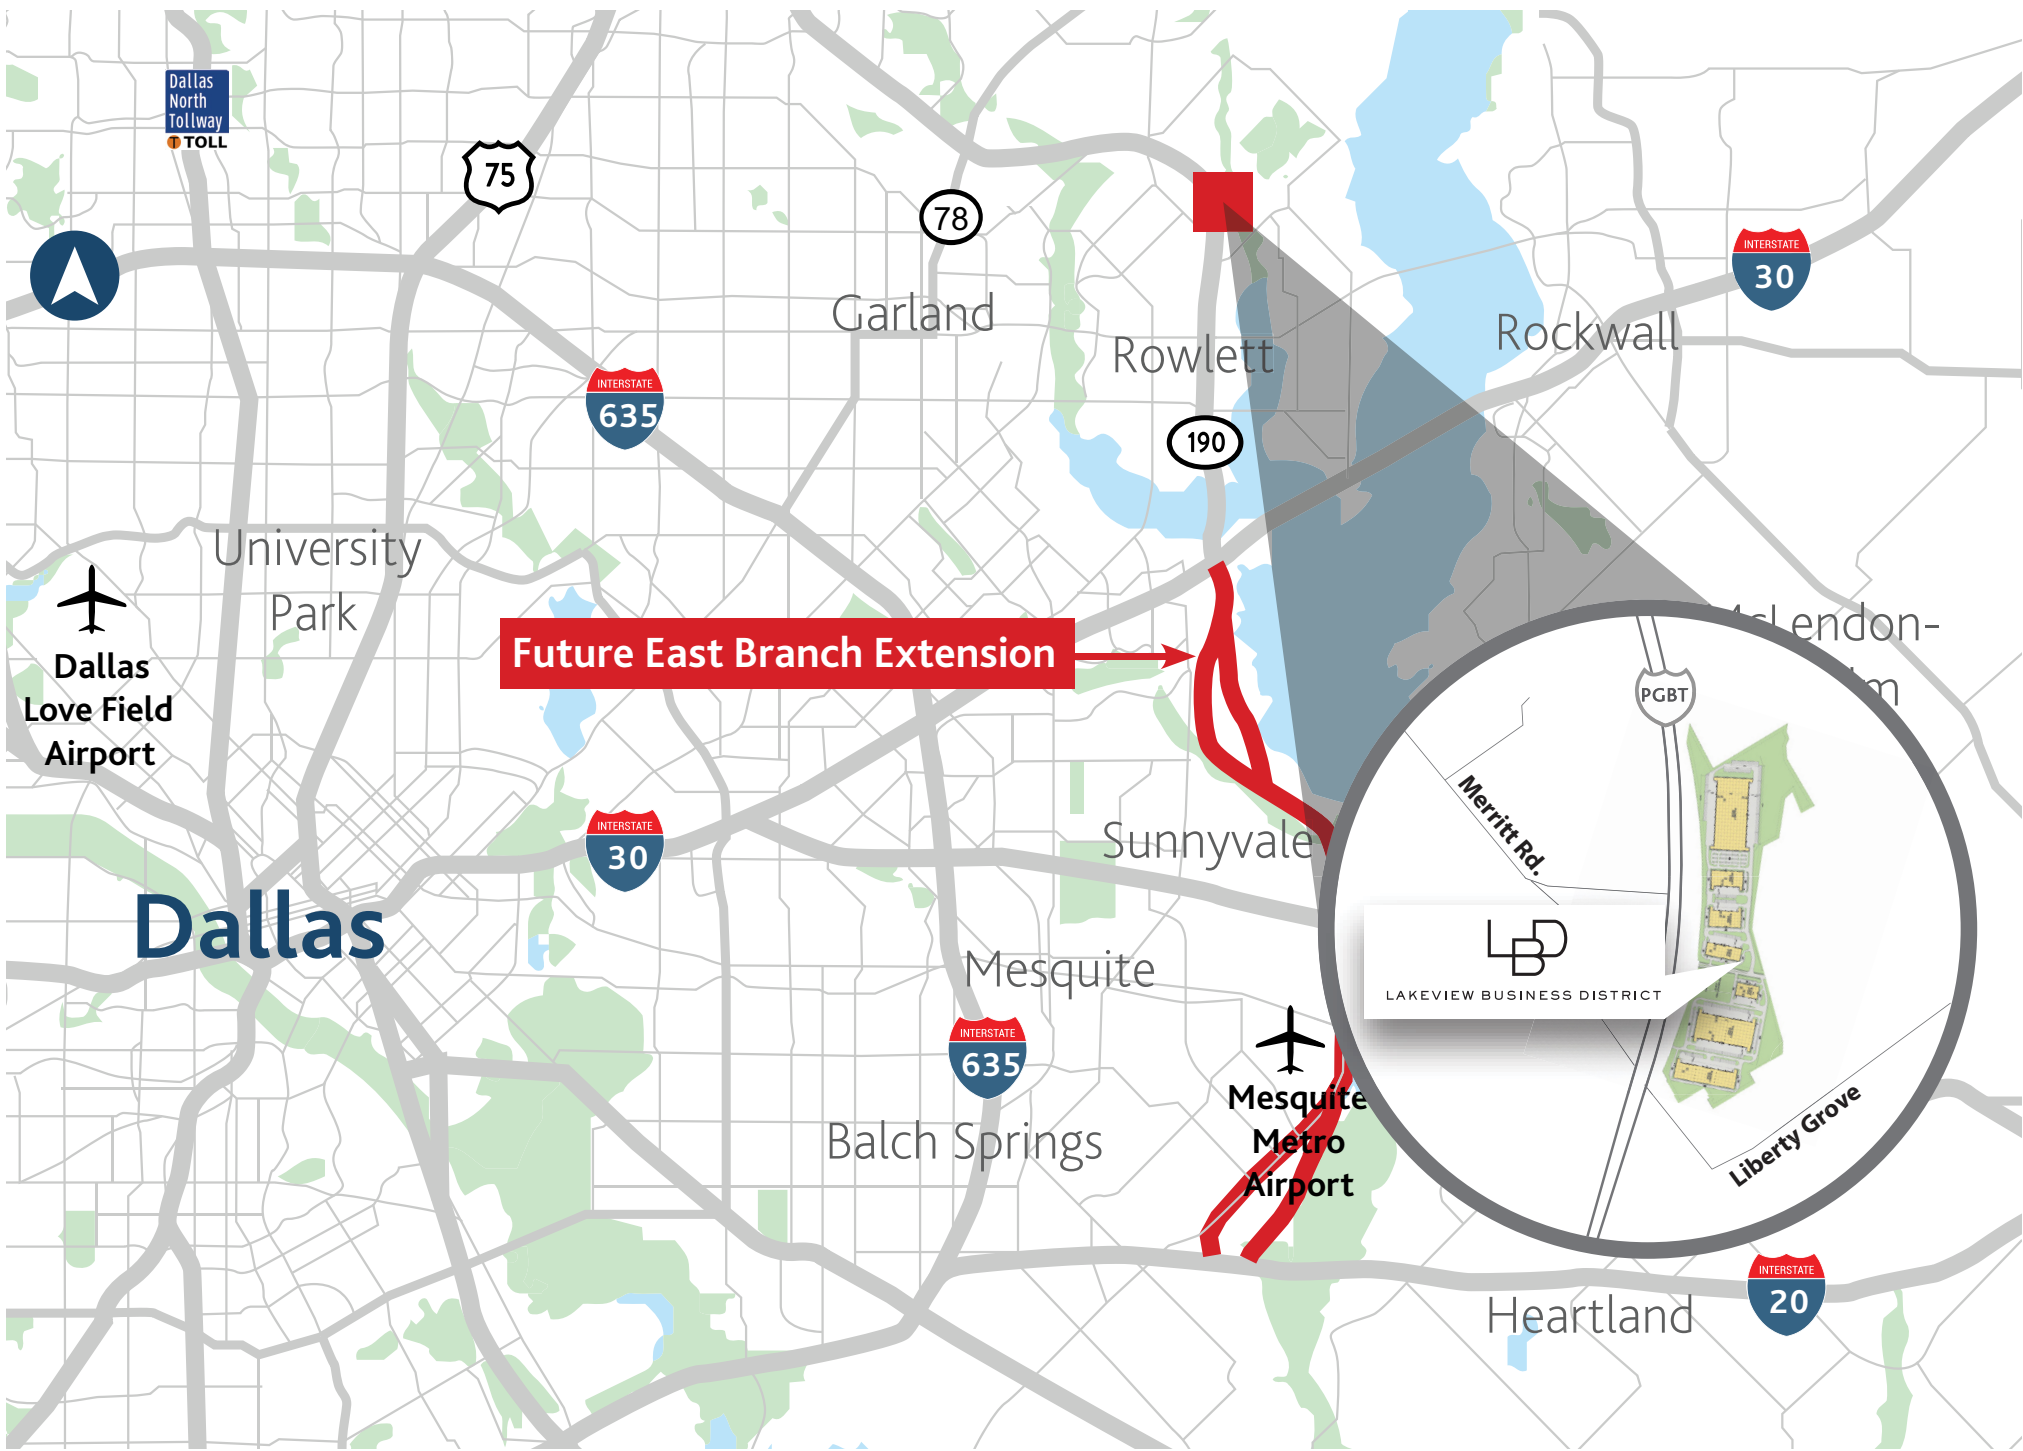 Dallas
North
Tollway
TOLL
75
78
INTERSTATE
30
Garland
Rowlett
Rockwall
INTERSTATE
635
190
University
Park
Dallas
Love Field
Airport
Future East Branch Extension
McLendon-
PGBT
Merritt Rd.
INTERSTATE
30
Sunnyvale
Dallas
LBD
LAKEVIEW BUSINESS DISTRICT
Mesquite
INTERSTATE
635
Mesquite
Metro
Airport
Balch Springs
Liberty Grove
INTERSTATE
20
Heartland